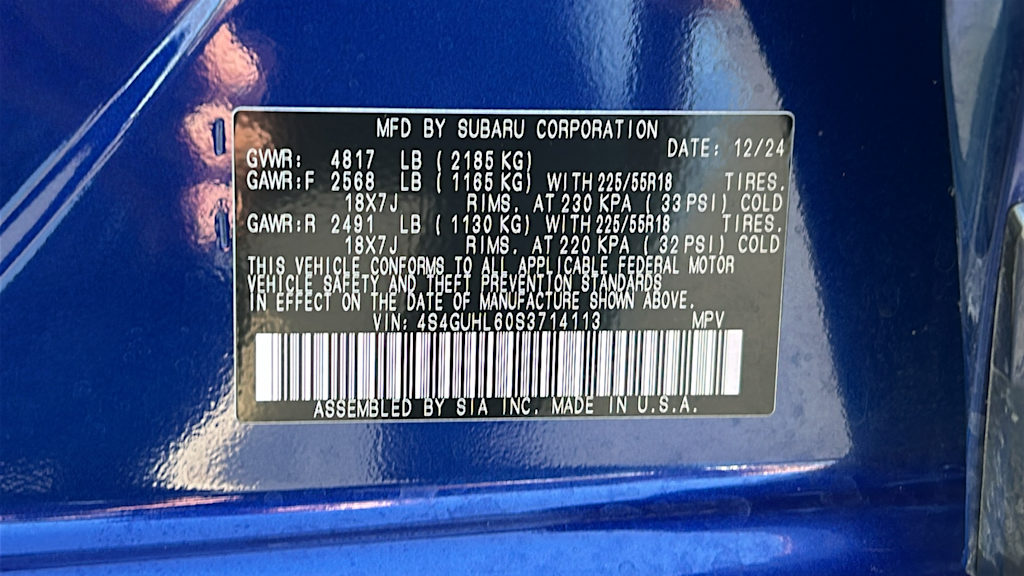 MFD BY SUBARU CORPORATION
DATE: 12/24
GVWR: 4817 LB ( 2185 KG)
GAWR:F 2568 LB ( 1165 KG) WITH 225/55R18 TIRES.
18X7J RIMS. AT 230 KPA ( 33 PSI) COLD
GAWR:R 2491 LB ( 1130 KG) WITH 225/55R18 TIRES.
18X7J RIMS. AT 220 KPA ( 32 PSI) COLD
THIS VEHICLE CONFORMS TO ALL APPLICABLE FEDERAL MOTOR
VEHICLE SAFETY AND THEFT PREVENTION STANDARDS
IN EFFECT ON THE DATE OF MANUFACTURE SHOWN ABOVE.
VIN: 4S4GUHL60S3714113 MPV
ASSEMBLED BY SIA INC. MADE IN U.S.A.